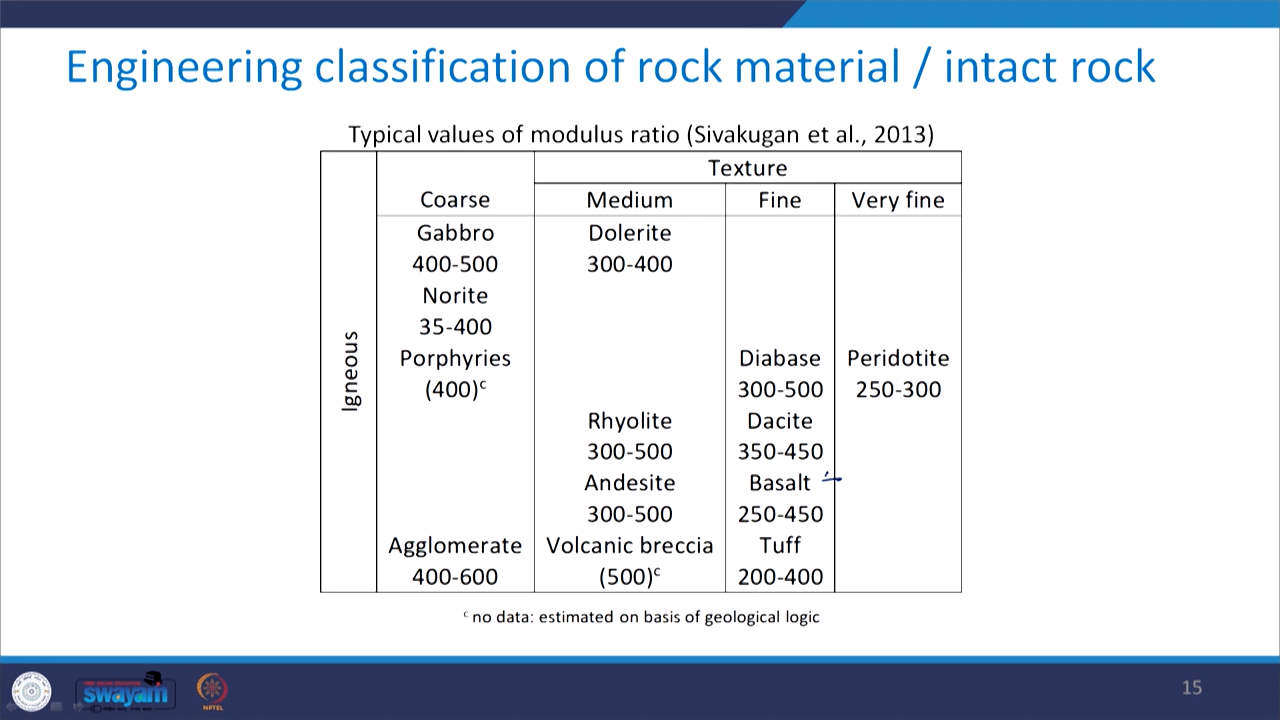 Engineering classification of rock material / intact rock
Typical values of modulus ratio (Sivakugan et al., 2013)
Texture
Coarse Medium Fine Very fine
Igneous
Gabbro Dolerite
400-500 300-400
Norite
35-400
Porphyries Diabase Peridotite
(400)ᶜ 300-500 250-300
Rhyolite Dacite
300-500 350-450
Andesite Basalt
300-500 250-450
Agglomerate Volcanic breccia Tuff
400-600 (500)ᶜ 200-400
ᶜ no data: estimated on basis of geological logic
swayam
NPTEL
15